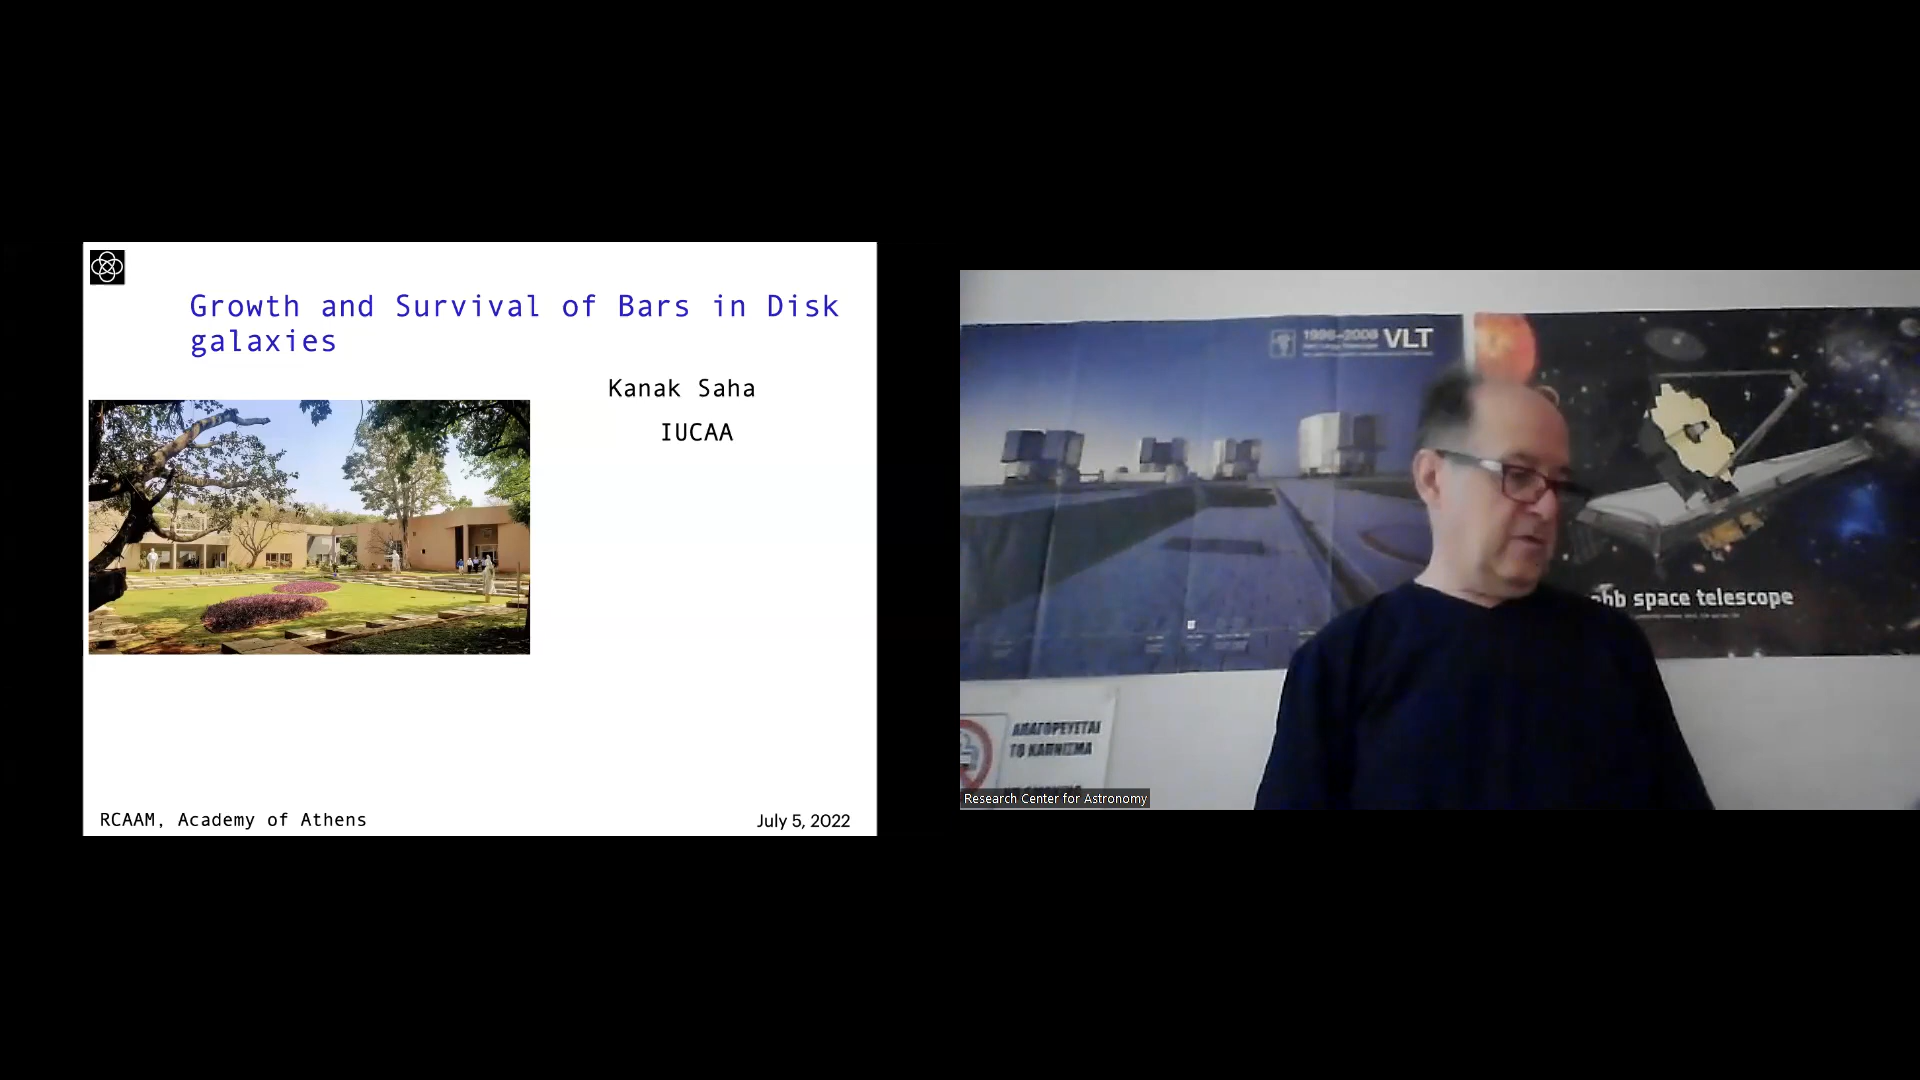 Growth and Survival of Bars in Disk
galaxies
Kanak Saha
IUCAA
RCAAM, Academy of Athens
July 5, 2022
1998–2008
VLT
space telescope
ΑΠΑΓΟΡΕΥΕΤΑΙ
ΤΟ ΚΑΠΝΙΣΜΑ
Research Center for Astronomy